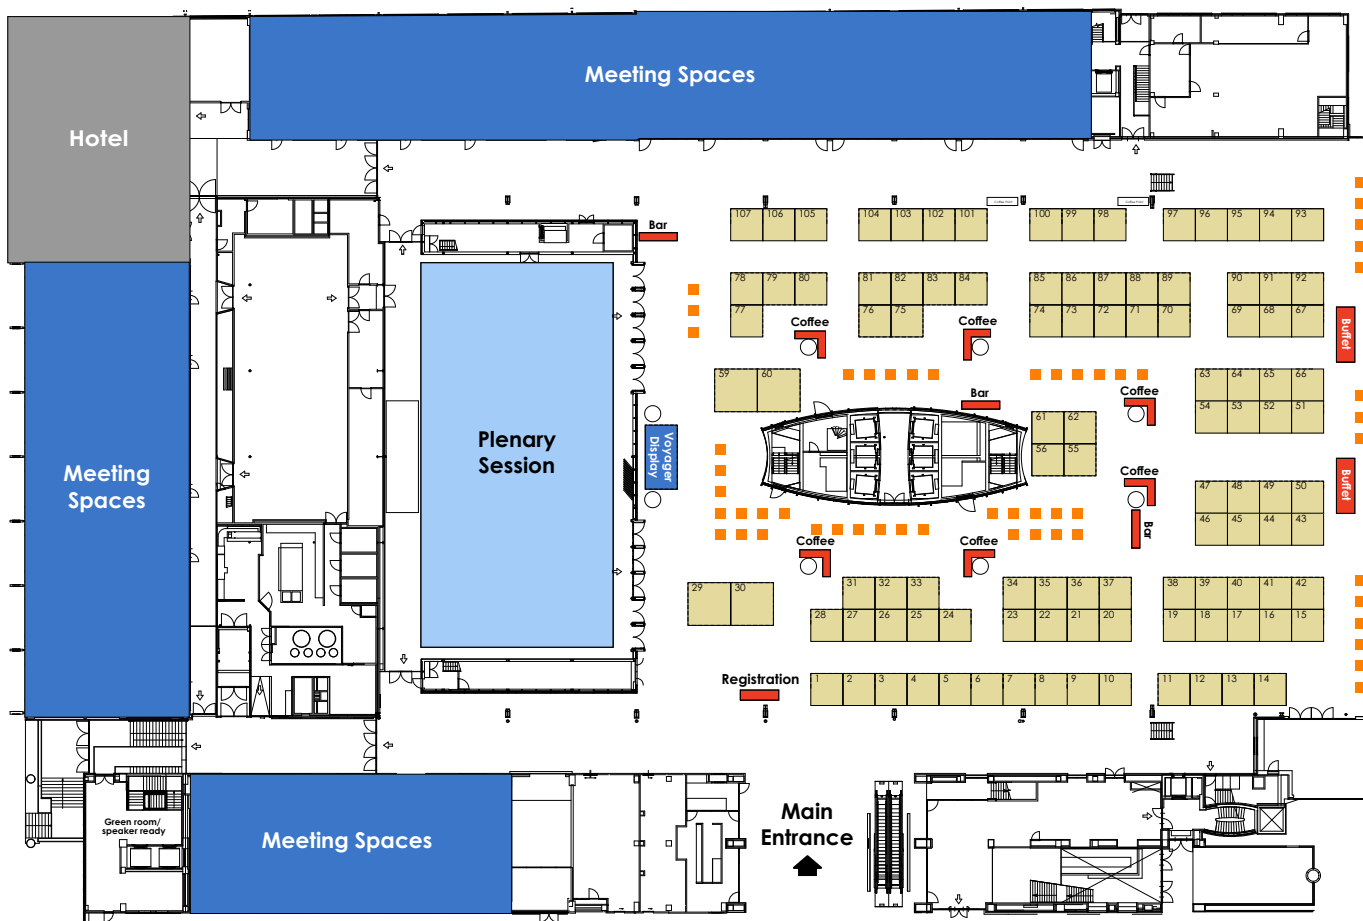 Meeting Spaces
Hotel
Coffee Point
Coffee Point
107 106 105 104 103 102 101 100 99 98 97 96 95 94 93
Bar
78 79 80 81 82 83 84 85 86 87 88 89 90 91 92
77 76 75 74 73 72 71 70 69 68 67
Coffee
Coffee
Buffet
59 60
63 64 65 66
Bar
Coffee
54 53 52 51
61 62
56 55
Plenary
Session
Voyager
Display
Meeting
Spaces
Coffee
Buffet
47 48 49 50
46 45 44 43
Bar
Coffee
Coffee
29 30
31 32 33 34 35 36 37 38 39 40 41 42
28 27 26 25 24 23 22 21 20 19 18 17 16 15
Registration
1 2 3 4 5 6 7 8 9 10 11 12 13 14
Green room/
speaker ready
Meeting Spaces
Main
Entrance